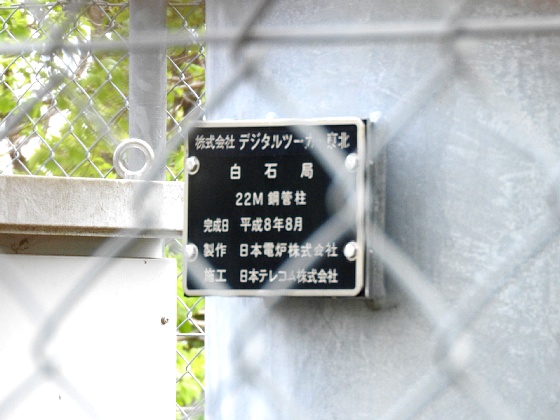 株式会社 デジタルツーカー東北
白石局
22M 鋼管柱
完成日 平成8年8月
製作 日本電炉株式会社
施工 日本テレコム株式会社